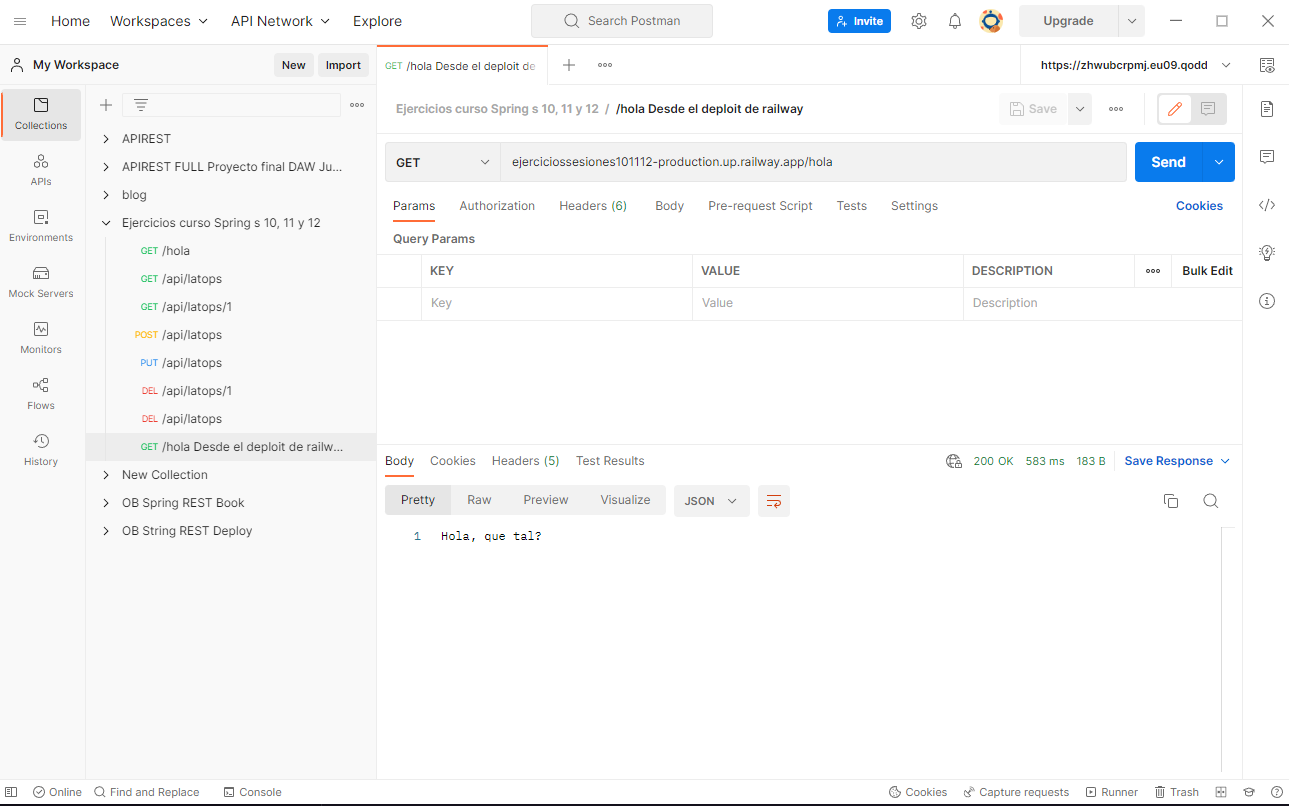 Home Workspaces API Network Explore Search Postman Invite Upgrade
My Workspace New Import GET /hola Desde el deploit de https://zhwubcrpmj.eu09.qodd
Collections
APIs
Environments
Mock Servers
Monitors
Flows
History
APIREST
APIREST FULL Proyecto final DAW Ju...
blog
Ejercicios curso Spring s 10, 11 y 12
GET /hola
GET /api/latops
GET /api/latops/1
POST /api/latops
PUT /api/latops
DEL /api/latops/1
DEL /api/latops
GET /hola Desde el deploit de railw...
New Collection
OB Spring REST Book
OB String REST Deploy
Ejercicios curso Spring s 10, 11 y 12 / /hola Desde el deploit de railway Save
GET ejerciciossesiones101112-production.up.railway.app/hola Send
Params Authorization Headers (6) Body Pre-request Script Tests Settings Cookies
Query Params
KEY VALUE DESCRIPTION Bulk Edit
Key Value Description
Body Cookies Headers (5) Test Results 200 OK 583 ms 183 B Save Response
Pretty Raw Preview Visualize JSON
1 Hola, que tal?
Online Find and Replace Console Cookies Capture requests Runner Trash